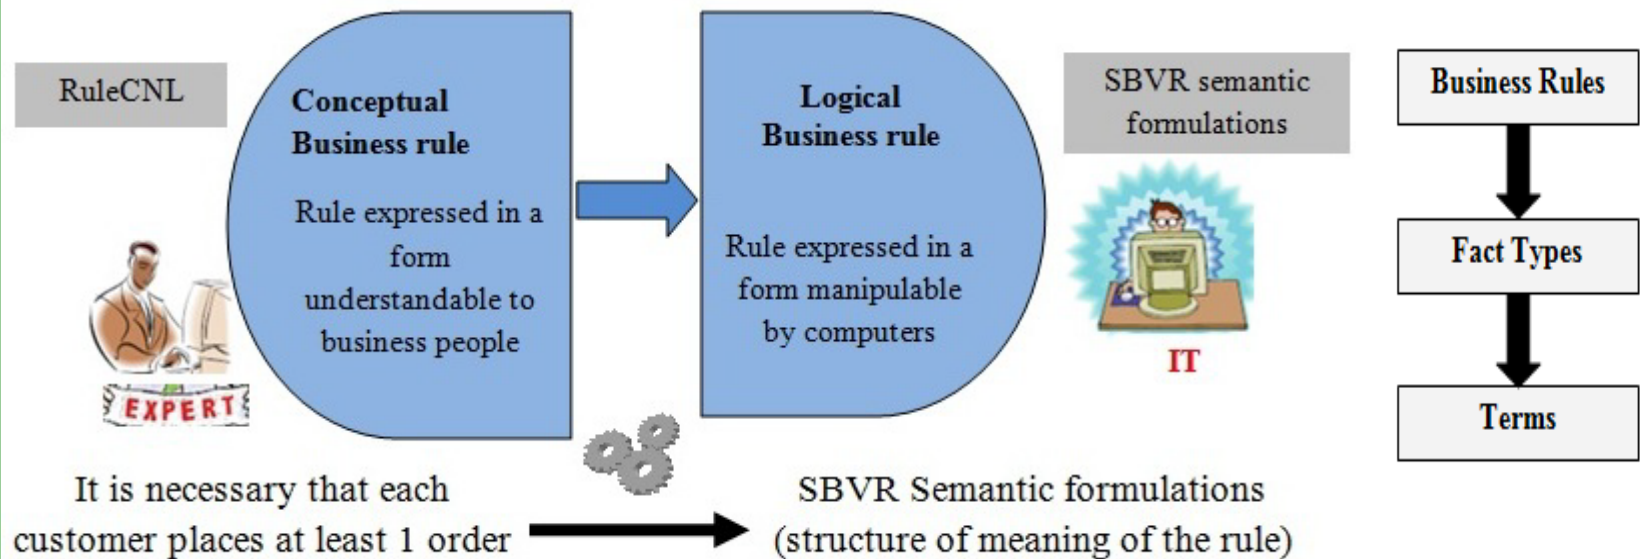 RuleCNL
Conceptual
Business rule
Rule expressed in a
form
understandable to
business people
EXPERT
Logical
Business rule
Rule expressed in a
form manipulable
by computers
SBVR semantic
formulations
IT
Business Rules
Fact Types
Terms
It is necessary that each
customer places at least 1 order
SBVR Semantic formulations
(structure of meaning of the rule)